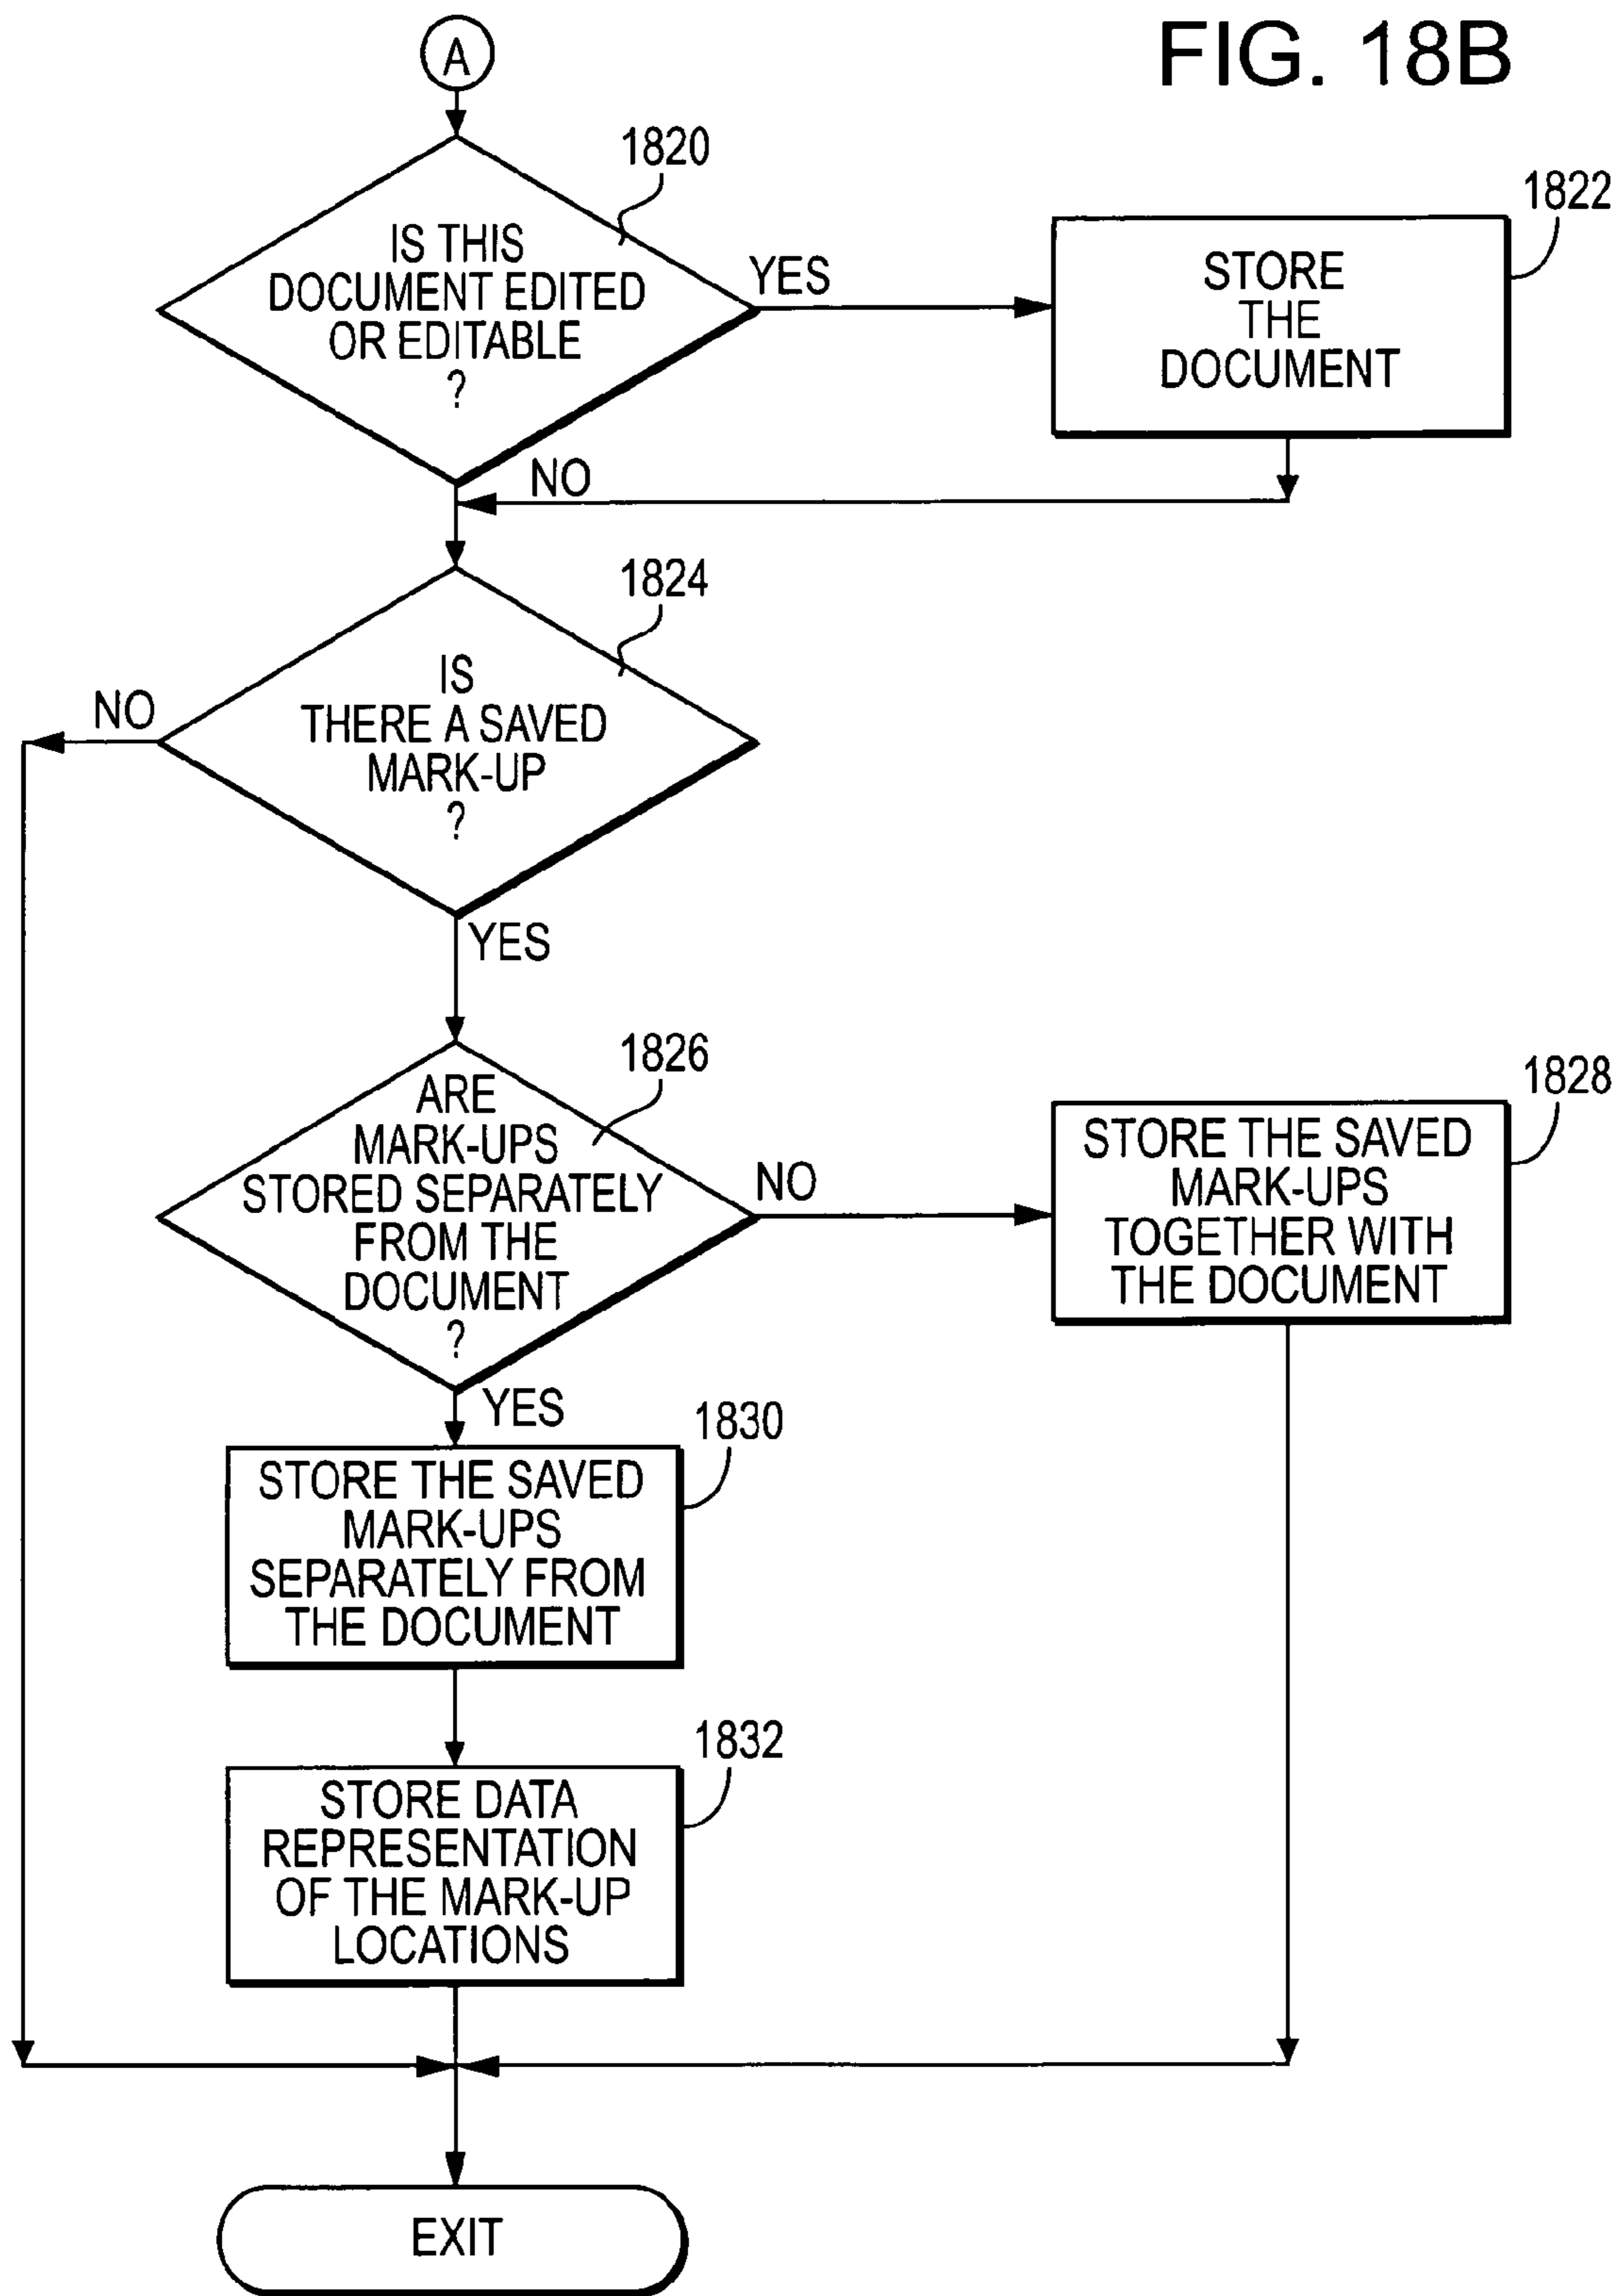 FIG. 18B
A
1820
IS THIS
DOCUMENT EDITED
OR EDITABLE
?
YES
NO
1822
STORE
THE
DOCUMENT
1824
IS
THERE A SAVED
MARK-UP
?
NO
YES
1826
ARE
MARK-UPS
STORED SEPARATELY
FROM THE
DOCUMENT
?
NO
YES
1828
STORE THE SAVED
MARK-UPS
TOGETHER WITH
THE DOCUMENT
1830
STORE THE SAVED
MARK-UPS
SEPARATELY FROM
THE DOCUMENT
1832
STORE DATA
REPRESENTATION
OF THE MARK-UP
LOCATIONS
EXIT